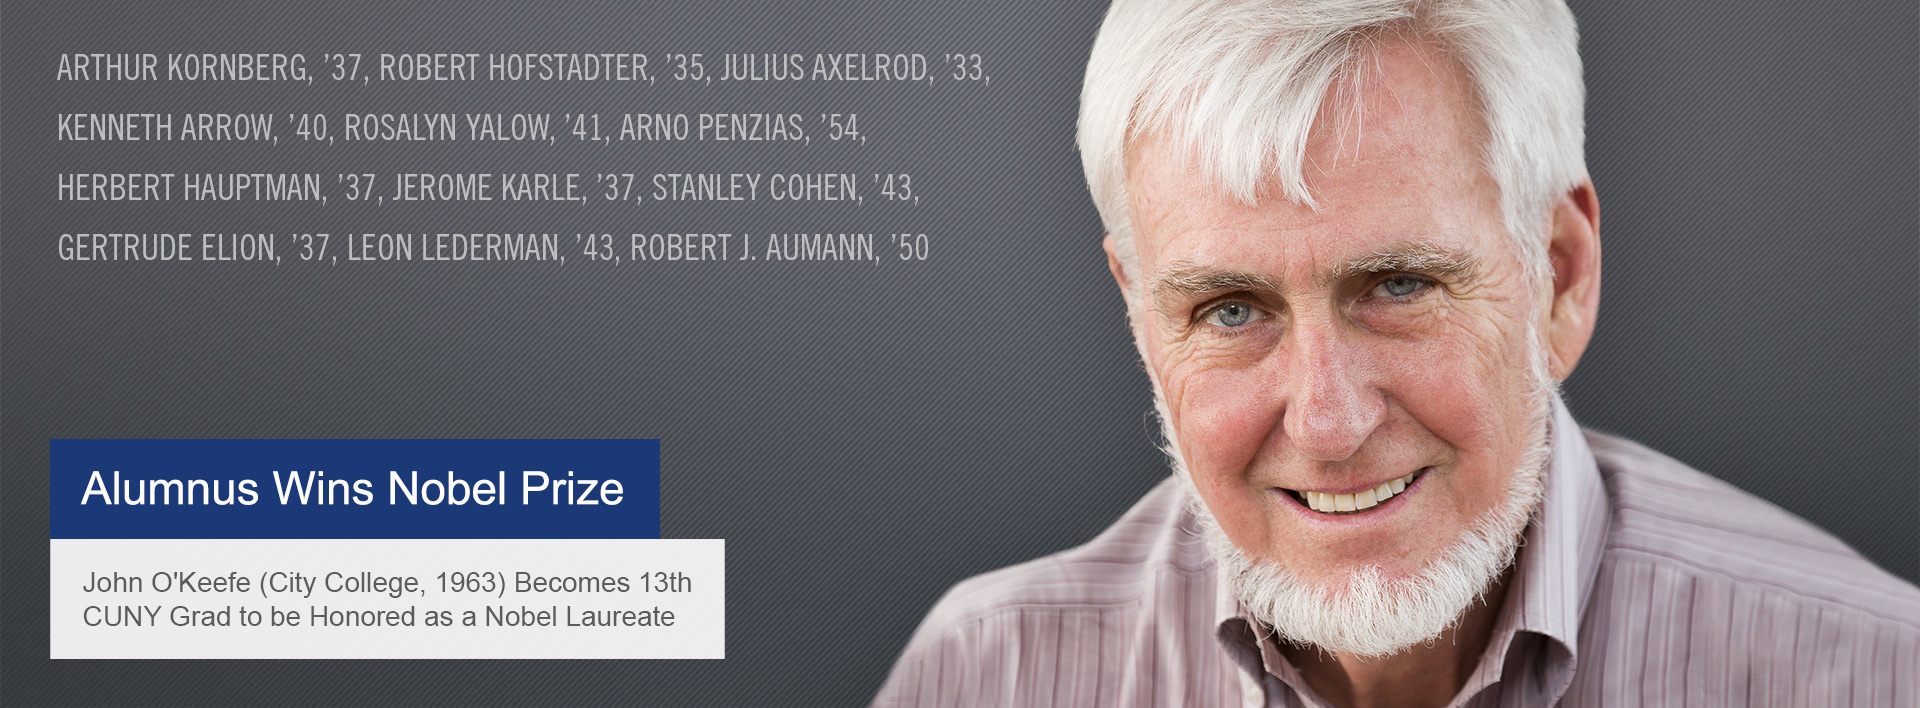 ARTHUR KORNBERG, ’37, ROBERT HOFSTADTER, ’35, JULIUS AXELROD, ’33,
KENNETH ARROW, ’40, ROSALYN YALOW, ’41, ARNO PENZIAS, ’54,
HERBERT HAUPTMAN, ’37, JEROME KARLE, ’37, STANLEY COHEN, ’43,
GERTRUDE ELION, ’37, LEON LEDERMAN, ’43, ROBERT J. AUMANN, ’50
Alumnus Wins Nobel Prize
John O'Keefe (City College, 1963) Becomes 13th
CUNY Grad to be Honored as a Nobel Laureate